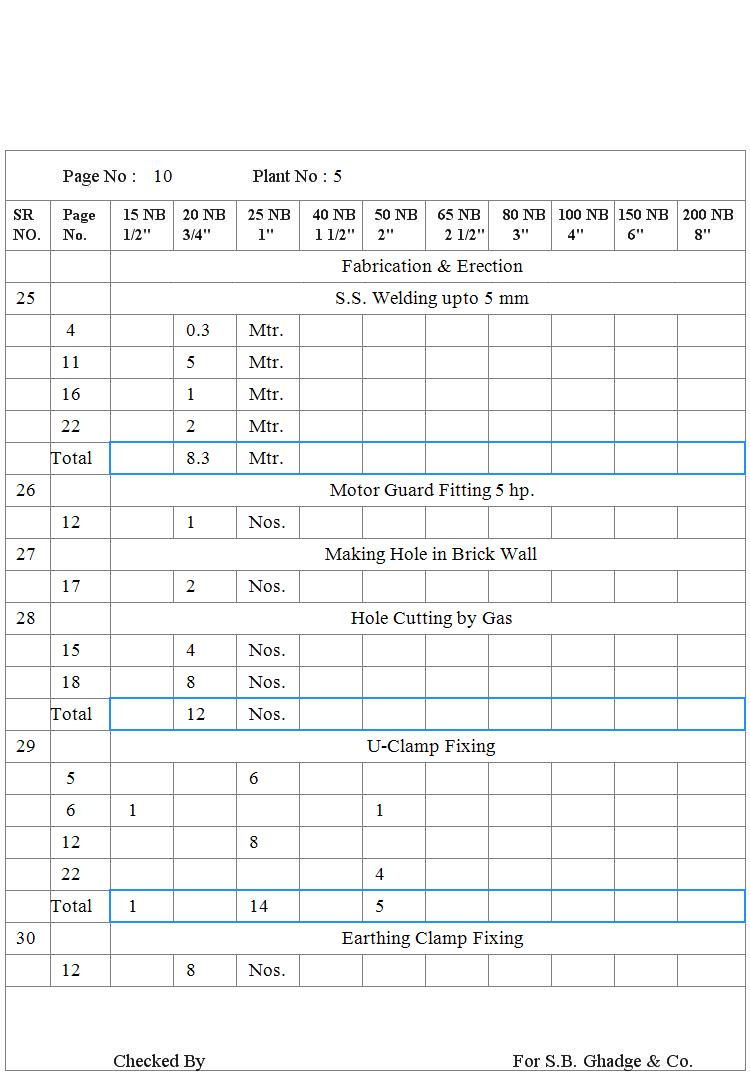 Page No : 10 Plant No : 5
SR Page 15 NB 20 NB 25 NB 40 NB 50 NB 65 NB 80 NB 100 NB 150 NB 200 NB
NO. No. 1/2" 3/4" 1" 1 1/2" 2" 2 1/2" 3" 4" 6" 8"
Fabrication & Erection
25 S.S. Welding upto 5 mm
4 0.3 Mtr.
11 5 Mtr.
16 1 Mtr.
22 2 Mtr.
Total 8.3 Mtr.
26 Motor Guard Fitting 5 hp.
12 1 Nos.
27 Making Hole in Brick Wall
17 2 Nos.
28 Hole Cutting by Gas
15 4 Nos.
18 8 Nos.
Total 12 Nos.
29 U-Clamp Fixing
5 6
6 1 1
12 8
22 4
Total 1 14 5
30 Earthing Clamp Fixing
12 8 Nos.
Checked By For S.B. Ghadge & Co.